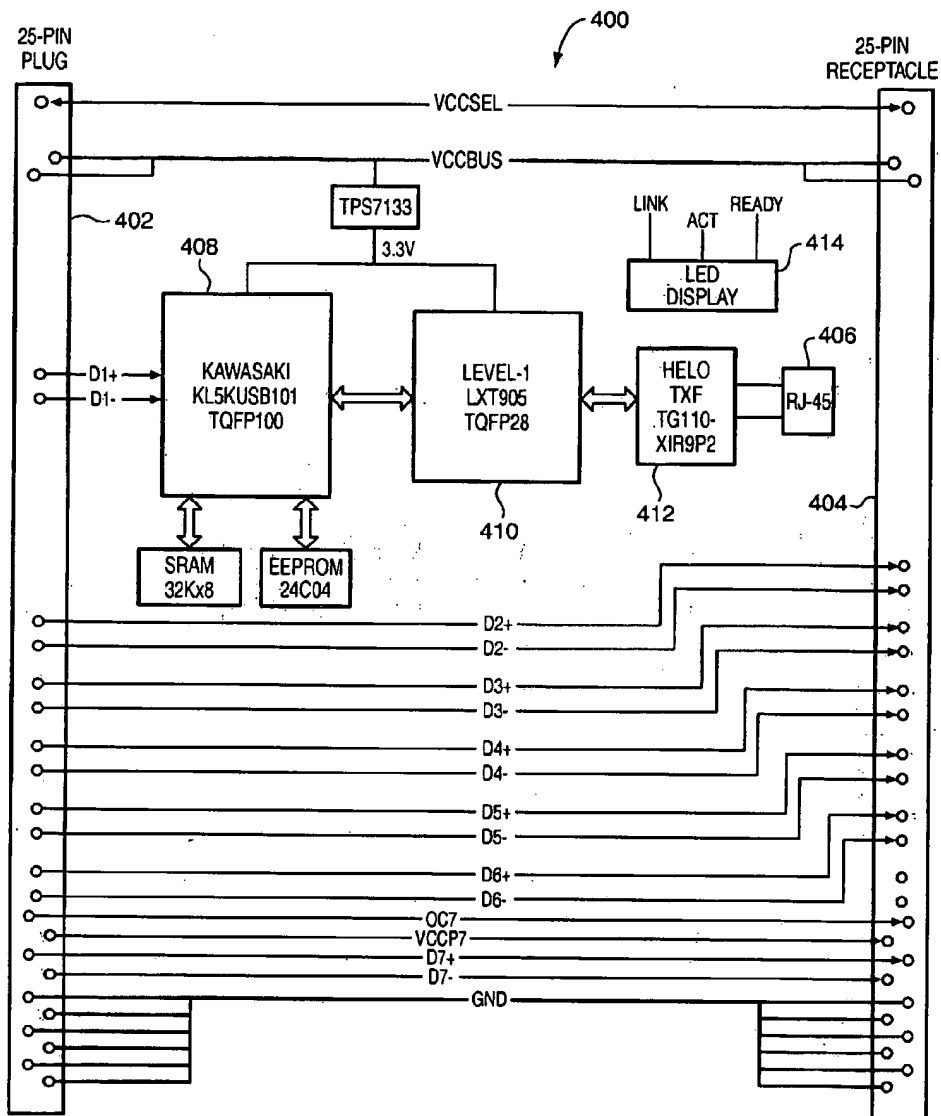 400
25-PIN
PLUG
25-PIN
RECEPTACLE
VCCSEL
VCCBUS
402
TPS7133
3.3V
LINK
ACT
READY
414
LED
DISPLAY
408
KAWASAKI
KL5KUSB101
TQFP100
D1+
D1-
LEVEL-1
LXT905
TQFP28
410
HELO
TXF
TG110-
XIR9P2
412
406
RJ-45
404
SRAM
32Kx8
EEPROM
24C04
D2+
D2-
D3+
D3-
D4+
D4-
D5+
D5-
D6+
D6-
OC7
VCCP7
D7+
D7-
GND